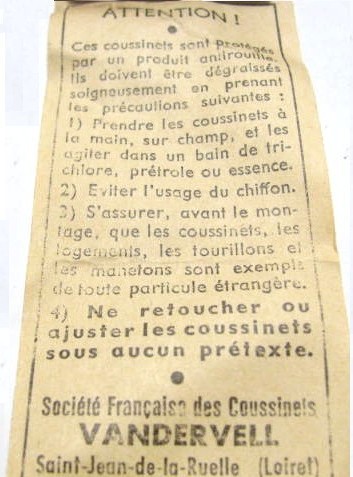 ATTENTION !
Ces coussinets sont protégés
par un produit antirouille.
Ils doivent être dégraissés
soigneusement en prenant
les précautions suivantes :
1) Prendre les coussinets à
la main, sur champ, et les
agiter dans un bain de tri-
chlore, prétrole ou essence.
2) Eviter l'usage du chiffon.
3) S'assurer, avant le mon-
tage, que les coussinets, les
logements, les tourillons et
les manetons sont exempts
de toute particule étrangère.
4) Ne retoucher ou
ajuster les coussinets
sous aucun prétexte.
Société Française des Coussinets
VANDERVELL
Saint-Jean-de-la-Ruelle (Loiret)